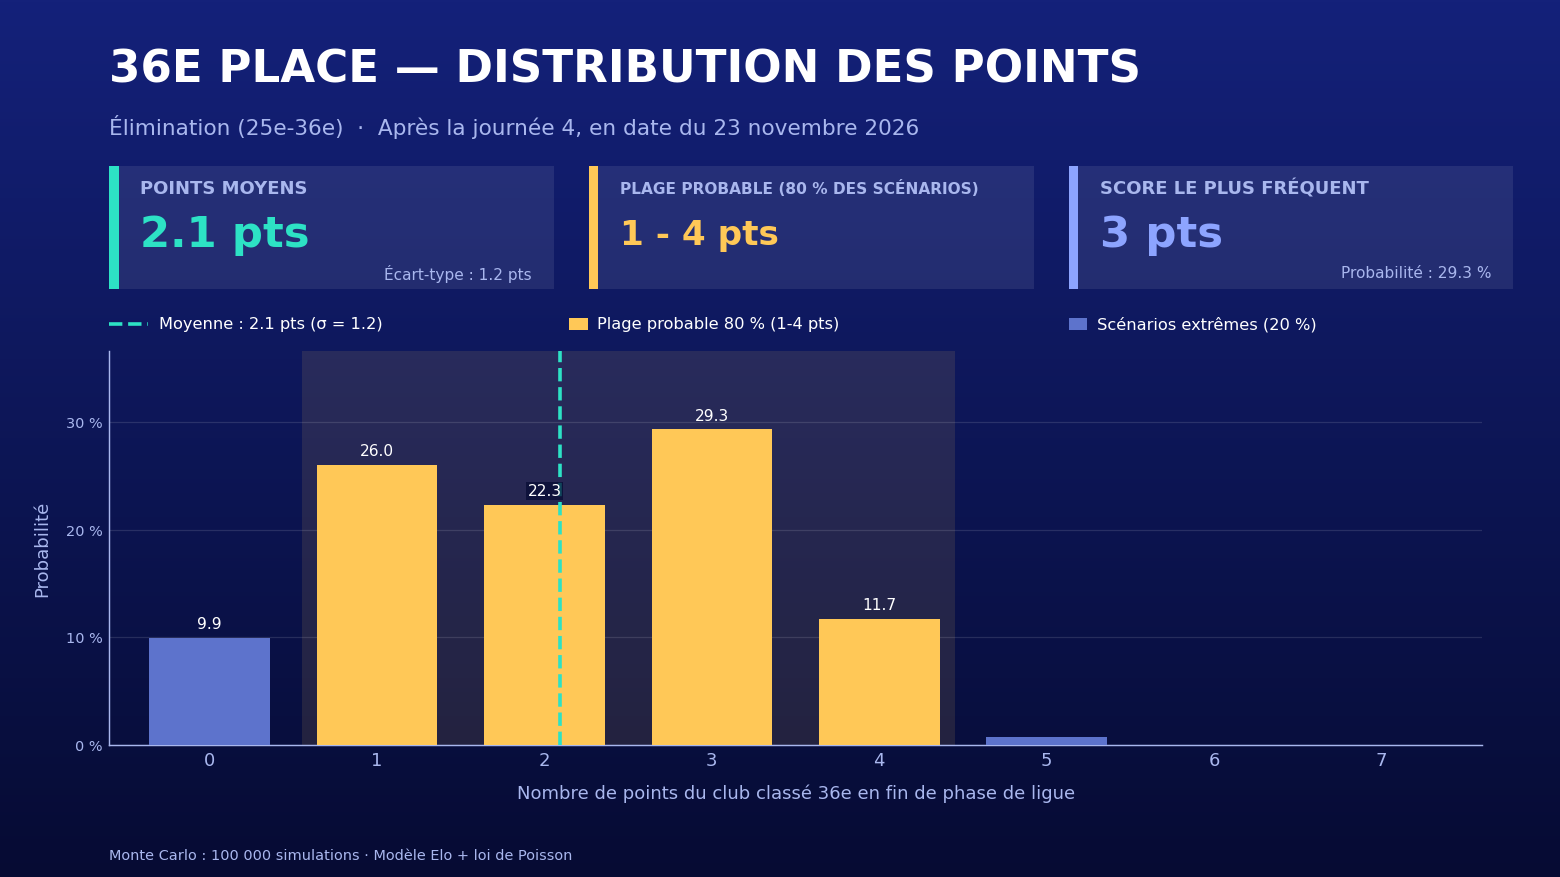 36E PLACE — DISTRIBUTION DES POINTS
Élimination (25e-36e)  ·  Après la journée 4, en date du 23 novembre 2026
POINTS MOYENS
2.1 pts
Écart-type : 1.2 pts
PLAGE PROBABLE (80 % DES SCÉNARIOS)
1 - 4 pts
SCORE LE PLUS FRÉQUENT
3 pts
Probabilité : 29.3 %
Moyenne : 2.1 pts (σ = 1.2)
Plage probable 80 % (1-4 pts)
Scénarios extrêmes (20 %)
Probabilité
30 %
20 %
10 %
0 %
9.9
26.0
22.3
29.3
11.7
0 1 2 3 4 5 6 7
Nombre de points du club classé 36e en fin de phase de ligue
Monte Carlo : 100 000 simulations · Modèle Elo + loi de Poisson